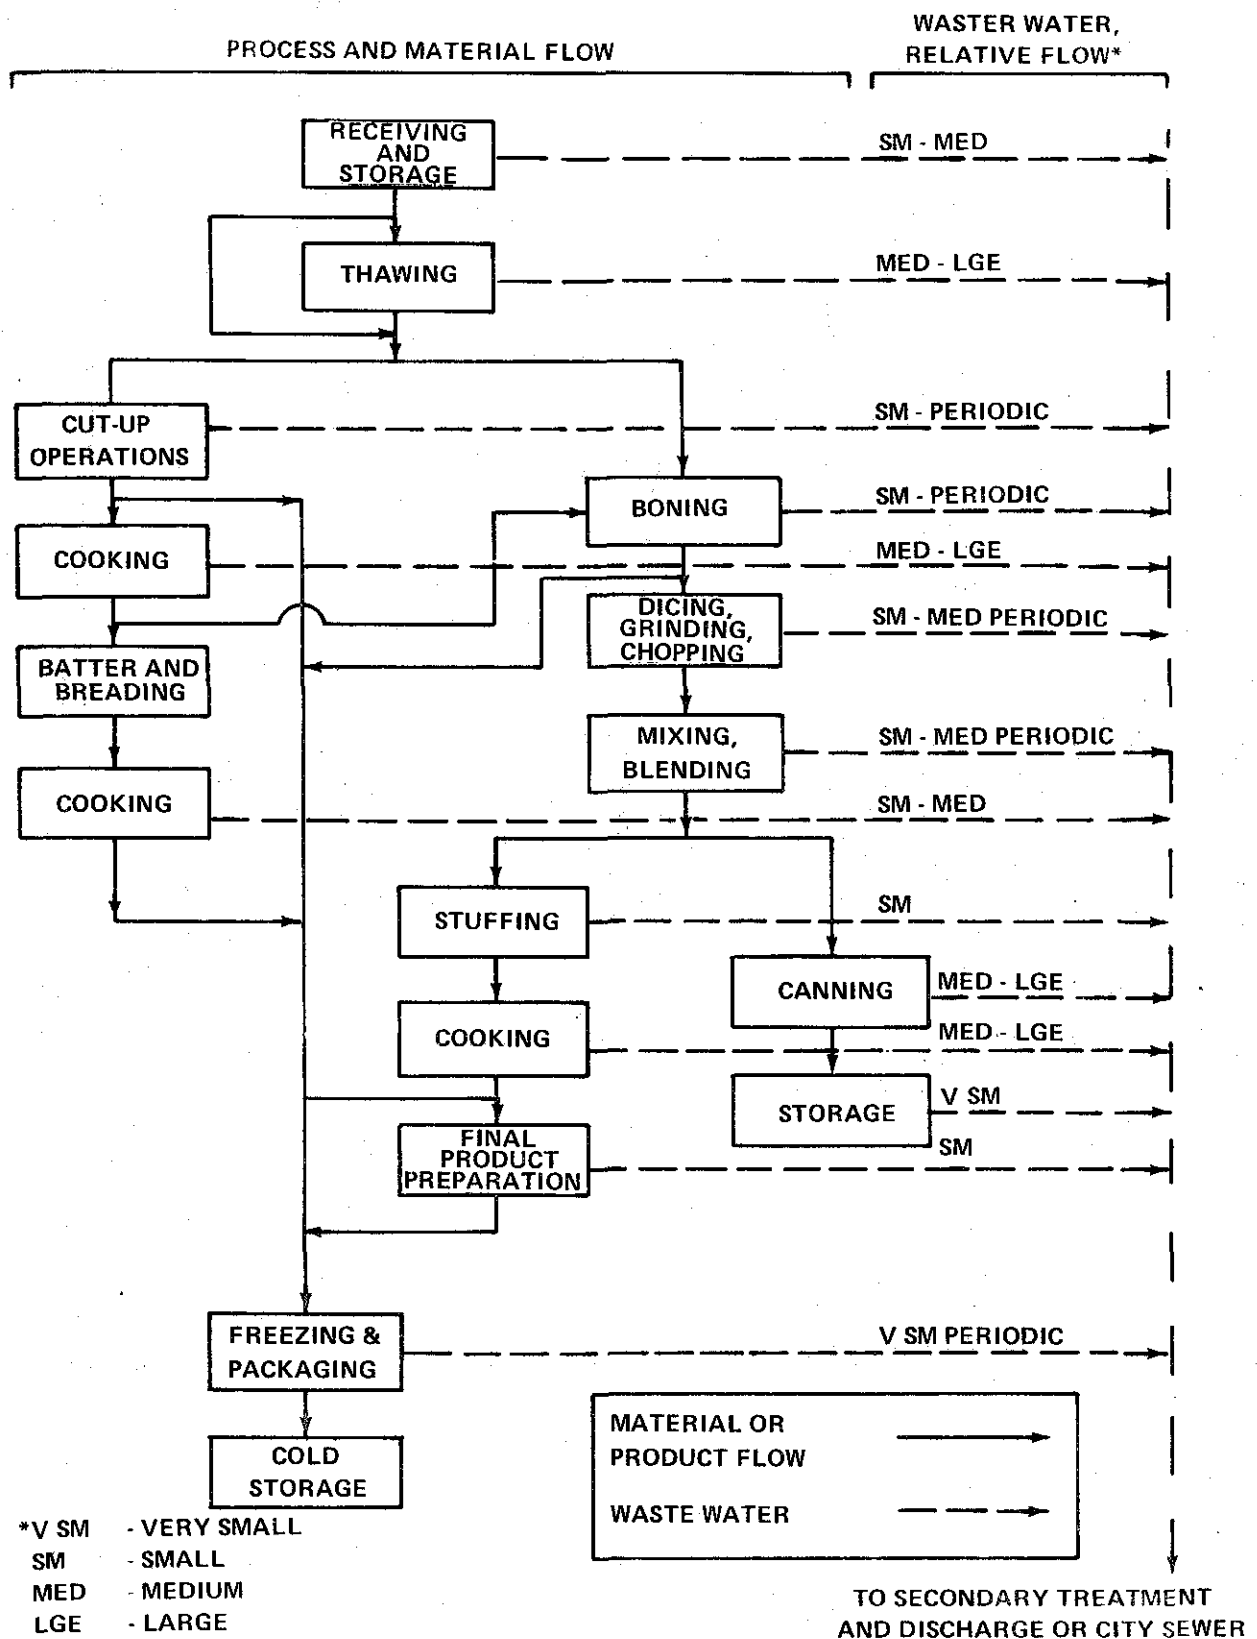 WASTER WATER,
PROCESS AND MATERIAL FLOW
RELATIVE FLOW*
RECEIVING
AND
STORAGE
SM - MED
THAWING
MED - LGE
CUT-UP
OPERATIONS
SM - PERIODIC
BONING
SM - PERIODIC
COOKING
MED - LGE
DICING,
GRINDING,
CHOPPING
SM - MED PERIODIC
BATTER AND
BREADING
MIXING,
BLENDING
SM - MED PERIODIC
COOKING
SM - MED
STUFFING
SM
CANNING
MED - LGE
COOKING
MED - LGE
STORAGE
V SM
FINAL
PRODUCT
PREPARATION
SM
FREEZING &
PACKAGING
V SM PERIODIC
COLD
STORAGE
MATERIAL OR
PRODUCT FLOW
WASTE WATER
*V SM - VERY SMALL
SM - SMALL
MED - MEDIUM
LGE - LARGE
TO SECONDARY TREATMENT
AND DISCHARGE OR CITY SEWER